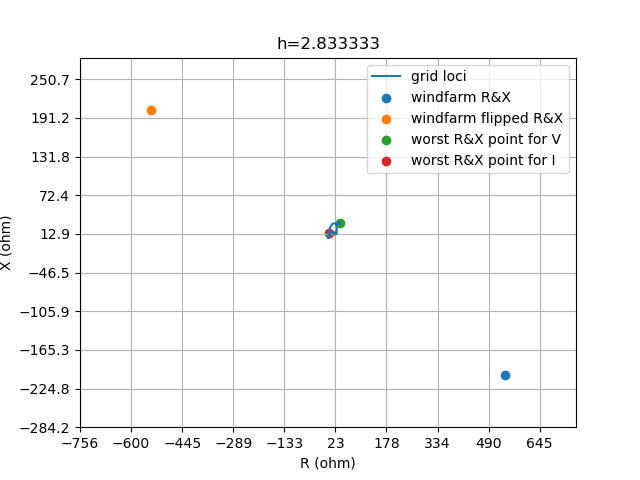 h=2.833333
grid loci
windfarm R&X
windfarm flipped R&X
worst R&X point for V
worst R&X point for I
250.7
191.2
131.8
72.4
12.9
−46.5
−105.9
−165.3
−224.8
−284.2
X (ohm)
−756 −600 −445 −289 −133 23 178 334 490 645
R (ohm)